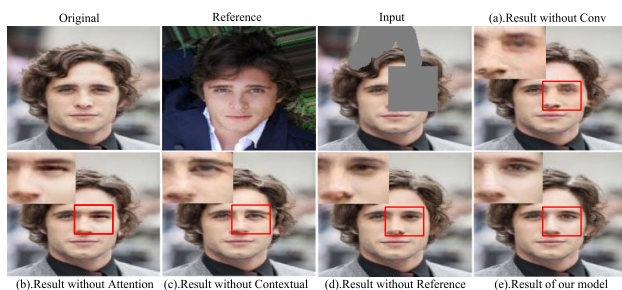 Original
Reference
Input
(a).Result without Conv
(b).Result without Attention
(c).Result without Contextual
(d).Result without Reference
(e).Result of our model